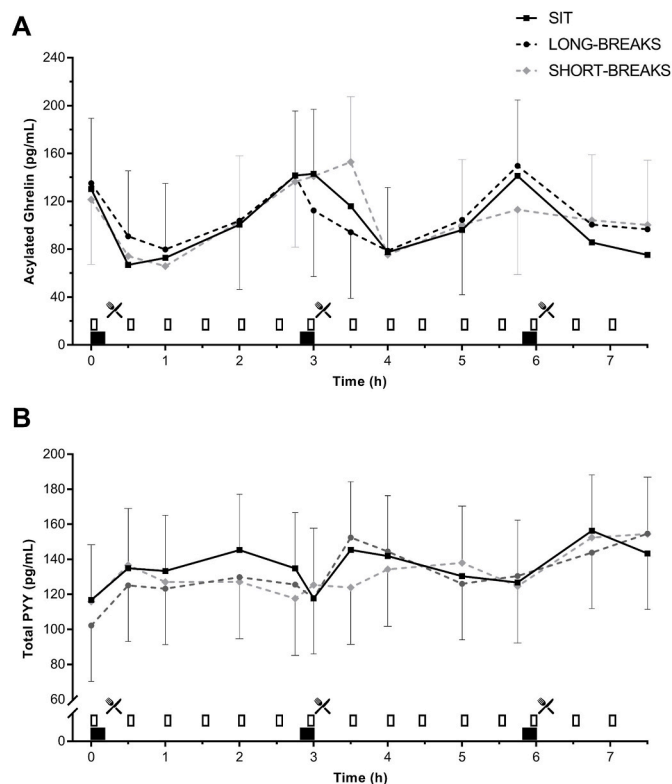 A
SIT
LONG-BREAKS
SHORT-BREAKS
Acylated Ghrelin (pg/mL)
240
200
160
120
80
40
0
0 1 2 3 4 5 6 7
Time (h)
B
Total PYY (pg/mL)
200
180
160
140
120
100
80
60
0
0 1 2 3 4 5 6 7
Time (h)